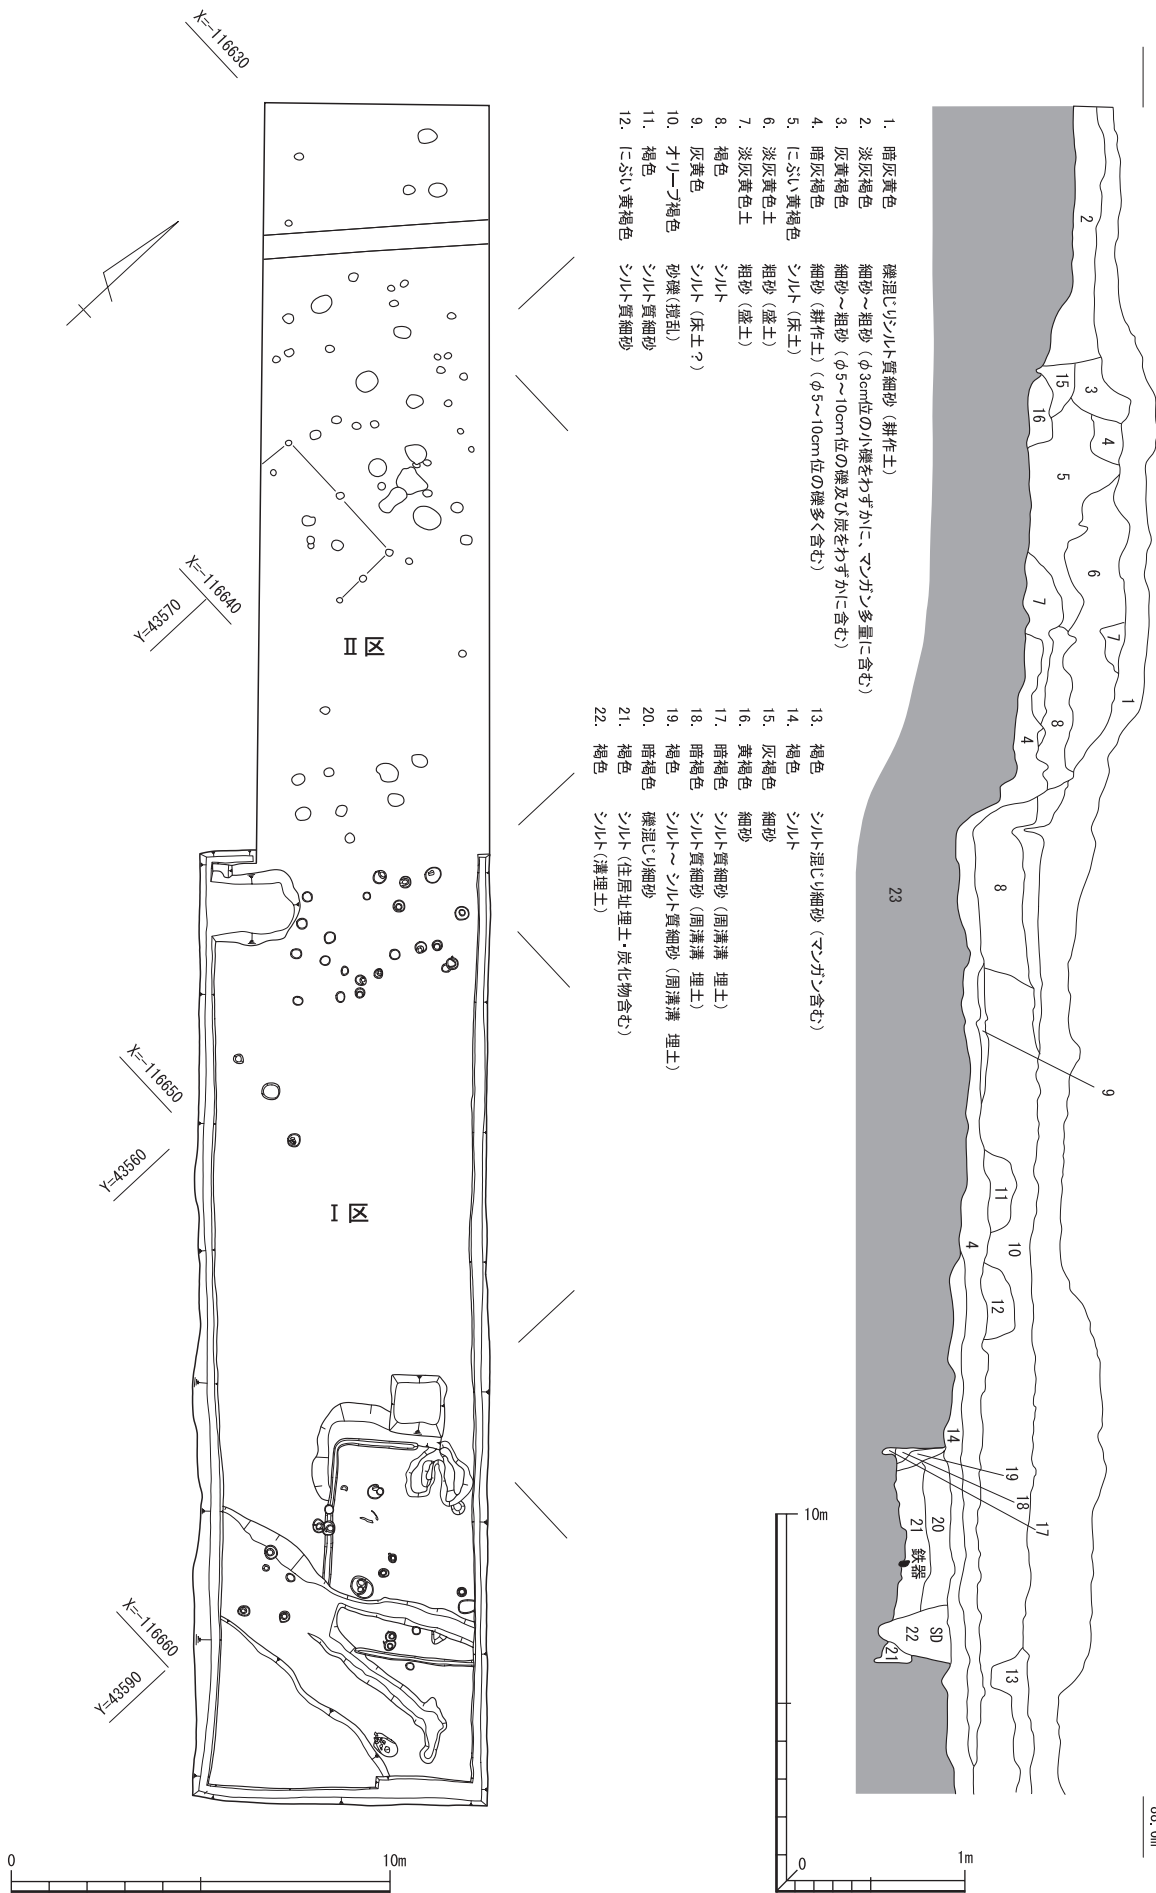 X=-116630
1. 暗灰黄色 礫混じりシルト質細砂（耕作土）
2. 淡灰褐色 細砂～粗砂（φ3cm位の小礫をわずかに、マンガン多量に含む）
3. 灰黄褐色 細砂～粗砂（φ5～10cm位の礫及び炭をわずかに含む）
4. 暗灰褐色 細砂（耕作土）（φ5～10cm位の礫多く含む）
5. にぶい黄褐色 シルト（床土）
6. 淡灰黄色土 粗砂（盛土）
7. 淡灰黄色土 粗砂（盛土）
8. 褐色 シルト
9. 灰黄色 シルト（床土？）
10. オリーブ褐色 砂礫（撹乱）
11. 褐色 シルト質細砂
12. にぶい黄褐色 シルト質細砂
13. 褐色 シルト混じり細砂（マンガン含む）
14. 褐色 シルト
15. 灰褐色 細砂
16. 黄褐色 細砂
17. 暗褐色 シルト質細砂（周溝溝 埋土）
18. 暗褐色 シルト質細砂（周溝溝 埋土）
19. 褐色 シルト～シルト質細砂（周溝溝 埋土）
20. 暗褐色 礫混じり細砂
21. 褐色 シルト（住居址埋土・炭化物含む）
22. 褐色 シルト（溝埋土）
X=-116640
Y=43570
Ⅱ区
X=-116650
Y=43560
Ⅰ区
X=-116660
Y=43590
0
10m
2
3
15
16
4
5
6
7
7
1
8
4
8
23
9
11
10
4
12
14
19
18
17
20
21
鉄器
SD
22
21
13
10m
0
1m